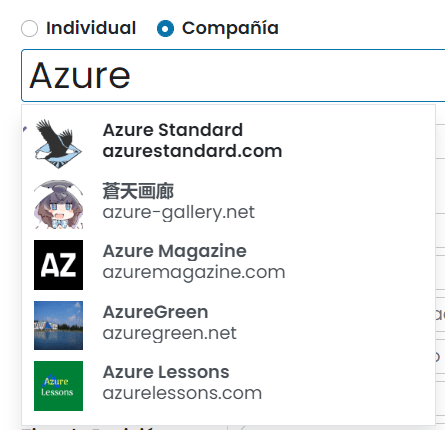 Individual Compañía
Azure
Azure Standard
azurestandard.com
蒼天画廊
azure-gallery.net
AZ
Azure Magazine
azuremagazine.com
AzureGreen
azuregreen.net
Azure
Lessons
Azure Lessons
azurelessons.com